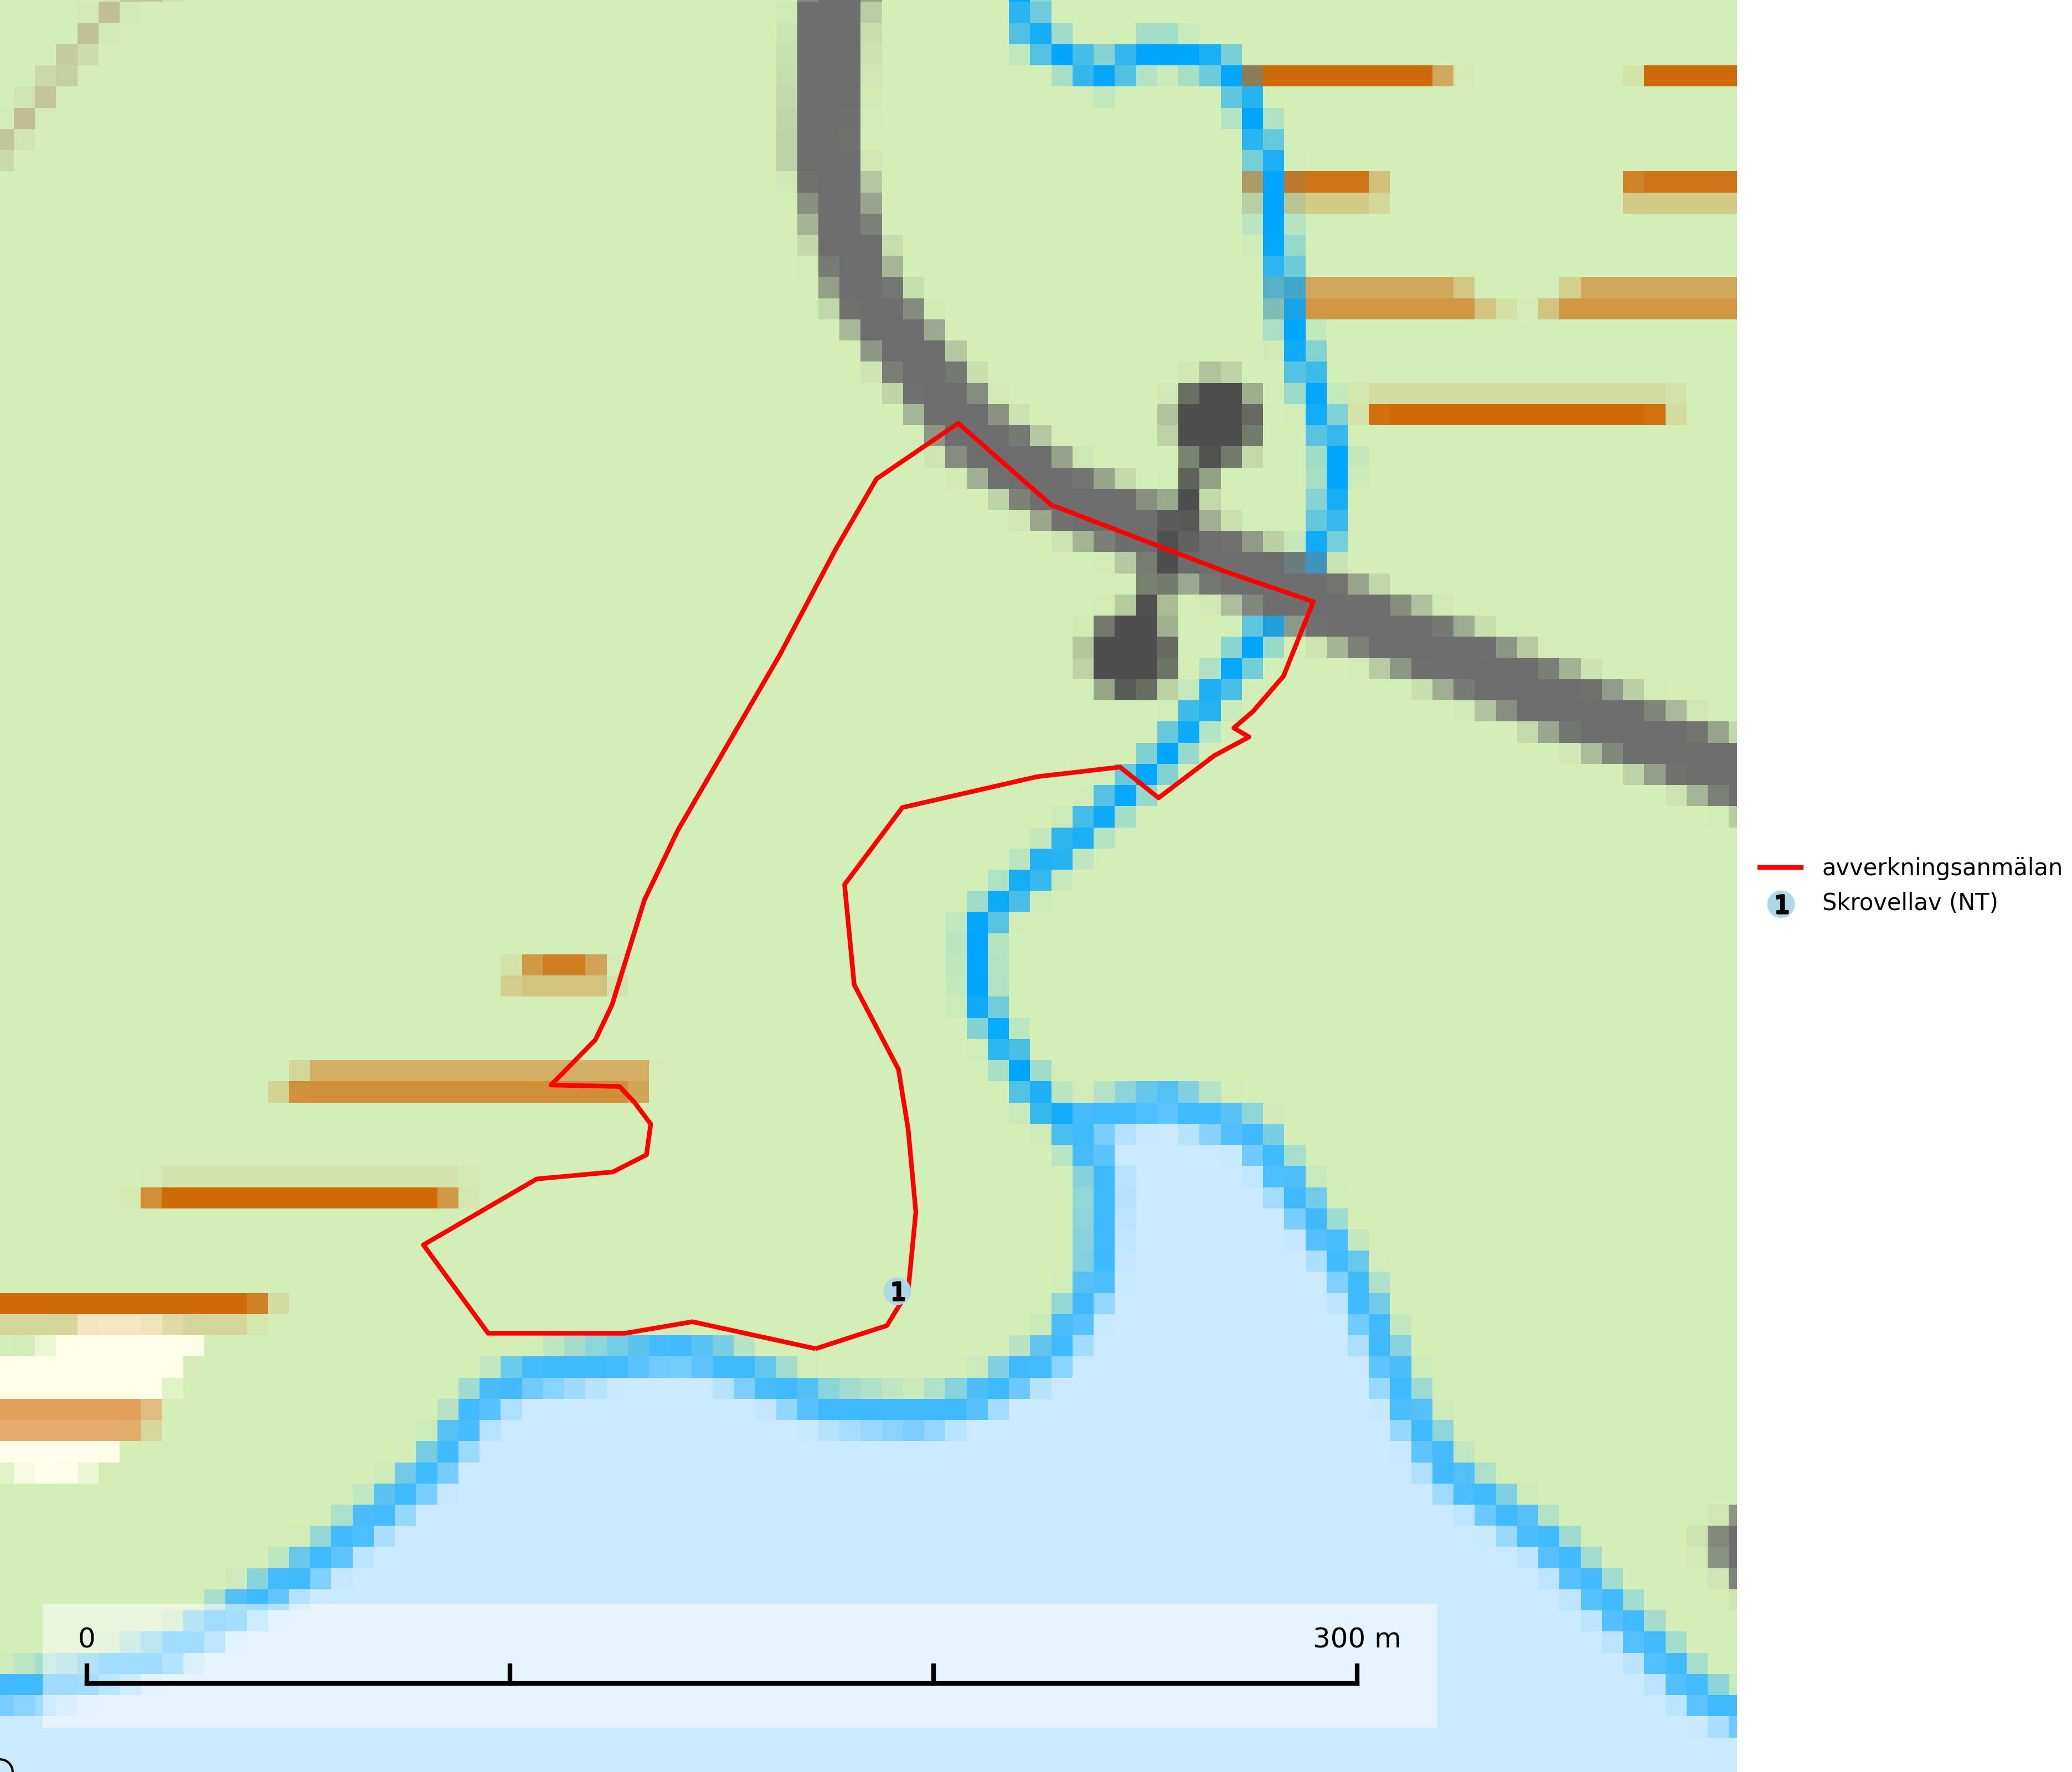 avverkningsanmälan
1 Skrovellav (NT)
1
0 300 m